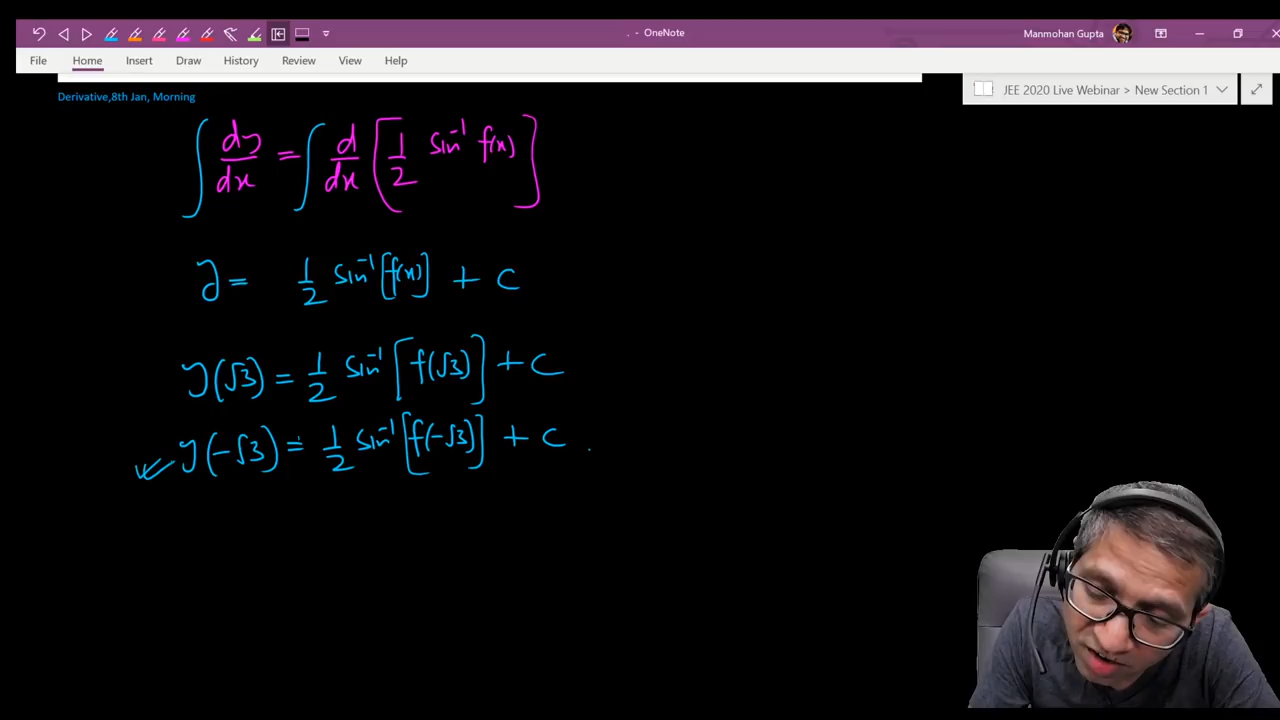 . - OneNote
Manmohan Gupta
File Home Insert Draw History Review View Help
JEE 2020 Live Webinar > New Section 1
Derivative,8th Jan, Morning
∫ dy/dx = ∫ d/dx [1/2 sin⁻¹ f(x)]
y = 1/2 sin⁻¹[f(x)] + c
y(√3) = 1/2 sin⁻¹[f(√3)] + c
y(-√3) = 1/2 sin⁻¹[f(-√3)] + c